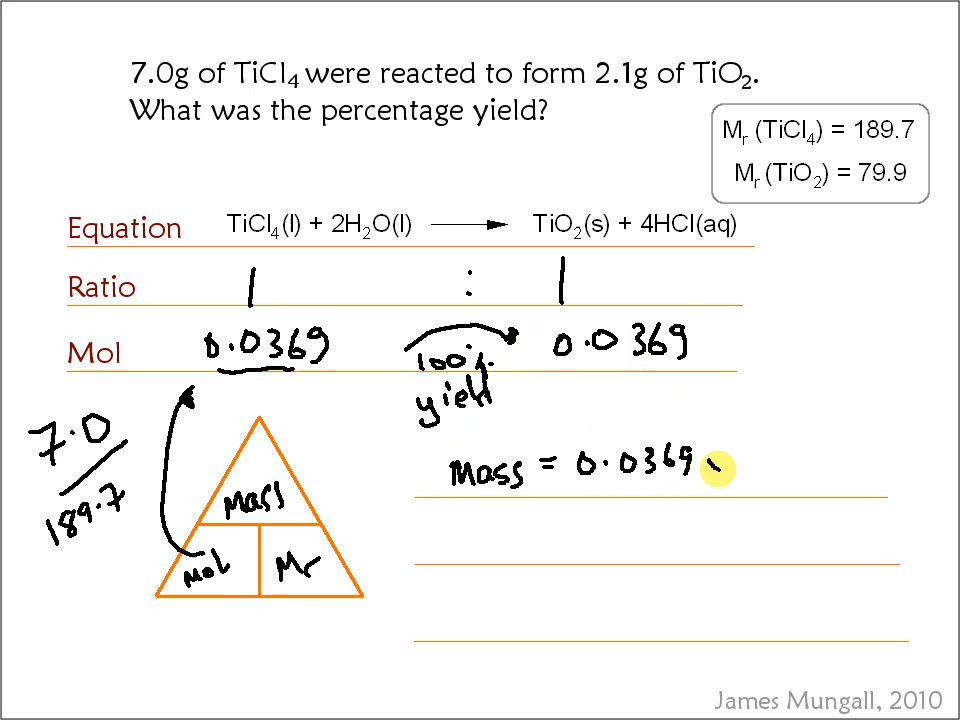 7.0g of TiCl₄ were reacted to form 2.1g of TiO₂.
What was the percentage yield?
Mᵣ (TiCl₄) = 189.7
Mᵣ (TiO₂) = 79.9
Equation TiCl₄(l) + 2H₂O(l) ⟶ TiO₂(s) + 4HCl(aq)
Ratio 1 : 1
Mol 0.0369 100% 0.0369
yield
7.0
189.7
Mass
Mol Mr
Mass = 0.0369
James Mungall, 2010